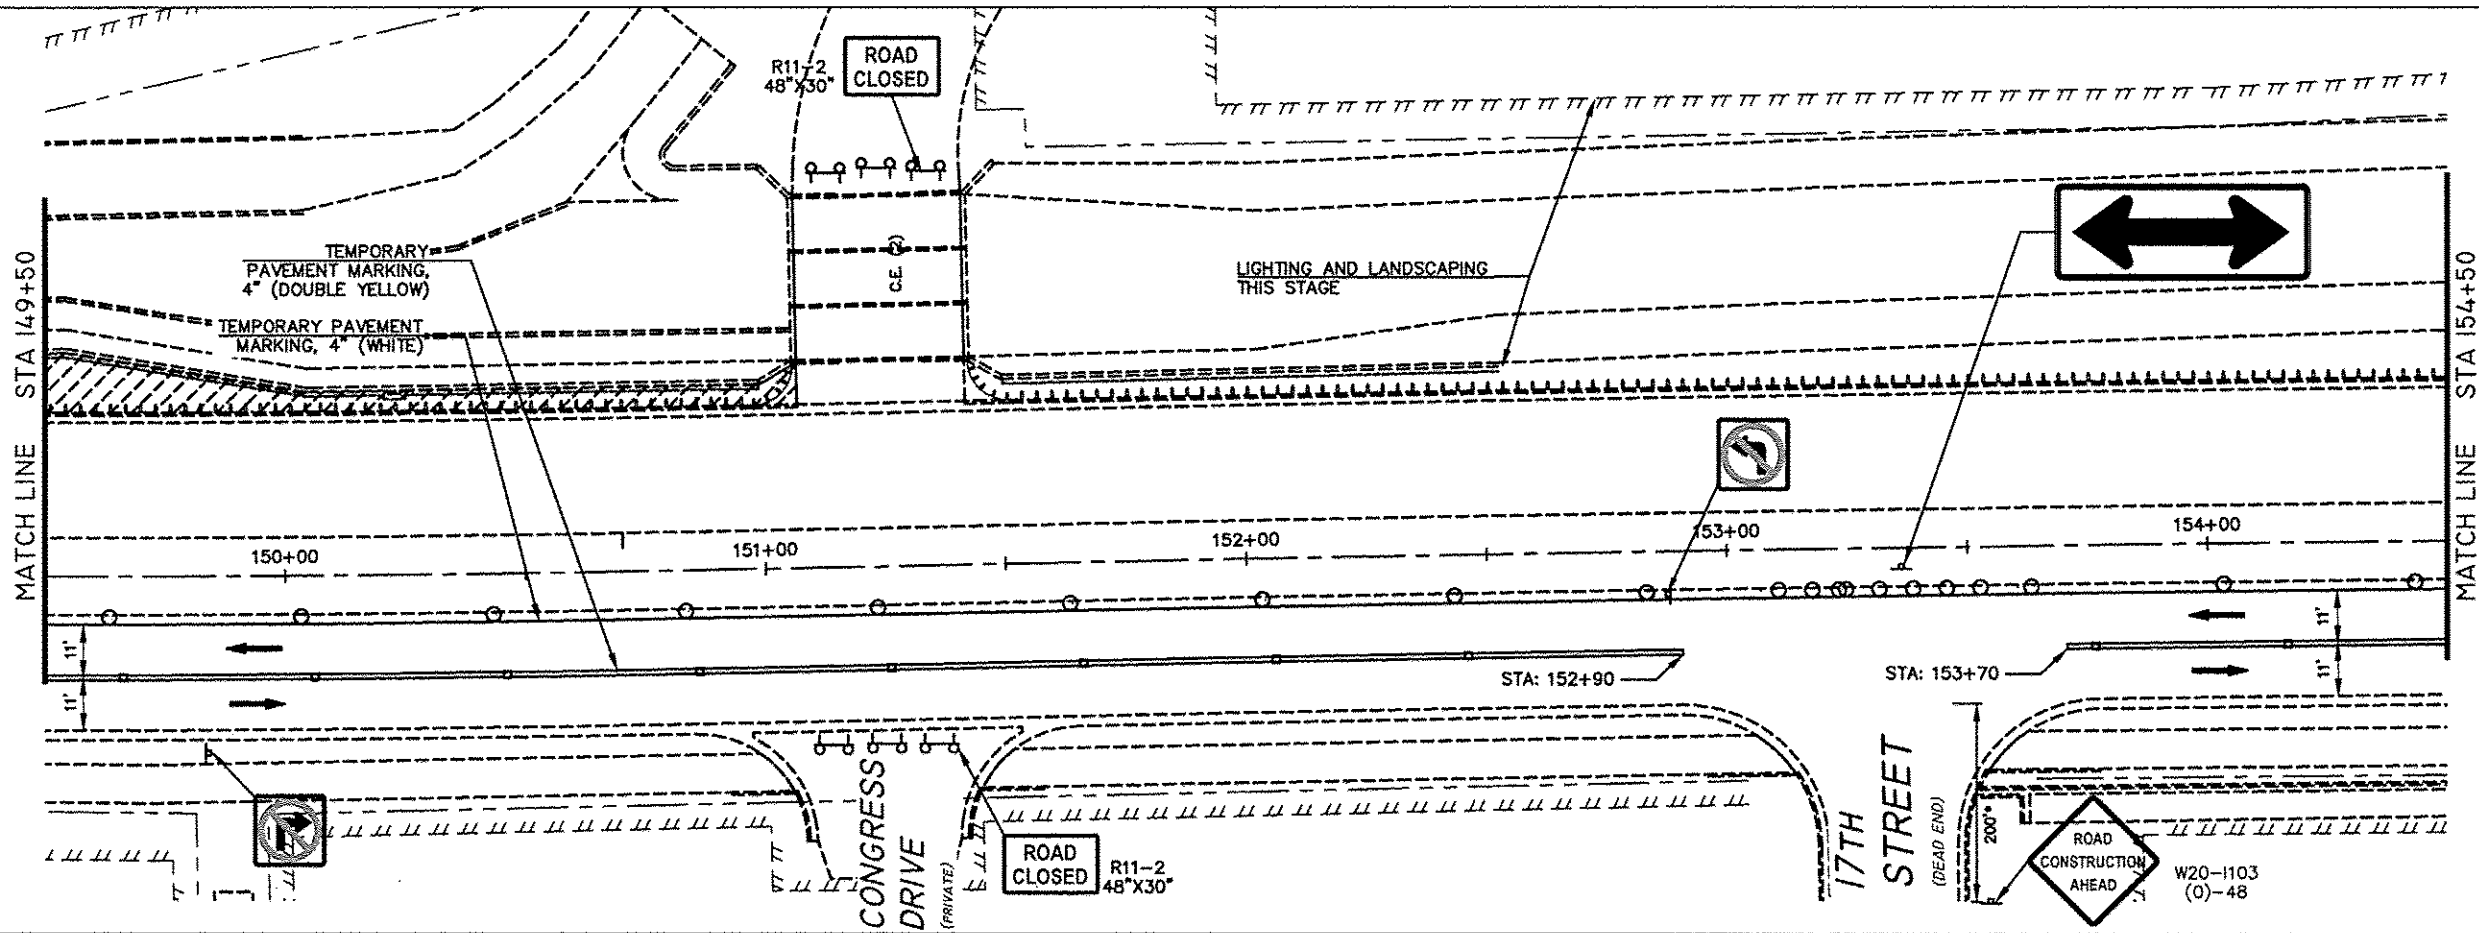 R11-2
48"X30"
ROAD
CLOSED
MATCH LINE STA 149+50
TEMPORARY
PAVEMENT MARKING,
4" (DOUBLE YELLOW)
TEMPORARY PAVEMENT
MARKING, 4" (WHITE)
C.E. (2)
LIGHTING AND LANDSCAPING
THIS STAGE
MATCH LINE STA 154+50
150+00
151+00
152+00
153+00
154+00
11'
11'
11'
11'
STA: 152+90
STA: 153+70
CONGRESS
DRIVE
(PRIVATE)
ROAD
CLOSED
R11-2
48"X30"
17TH
STREET
(DEAD END)
200'±
ROAD
CONSTRUCTION
AHEAD
W20-I103
(O)-48